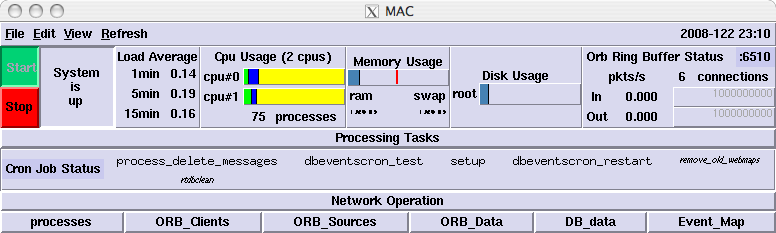 MAC
File Edit View Refresh 2008-122 23:10
Start
Stop
System
is
up
Load Average
1min 0.14
5min 0.19
15min 0.16
Cpu Usage (2 cpus)
cpu#0
cpu#1
75 processes
Memory Usage
ram swap
Disk Usage
root
Orb Ring Buffer Status :6510
pkts/s 6 connections
In 0.000 1000000000
Out 0.000 1000000000
Processing Tasks
Cron Job Status process_delete_messages dbeventscron_test setup dbeventscron_restart remove_old_webmaps
rtdbclean
Network Operation
processes ORB_Clients ORB_Sources ORB_Data DB_data Event_Map